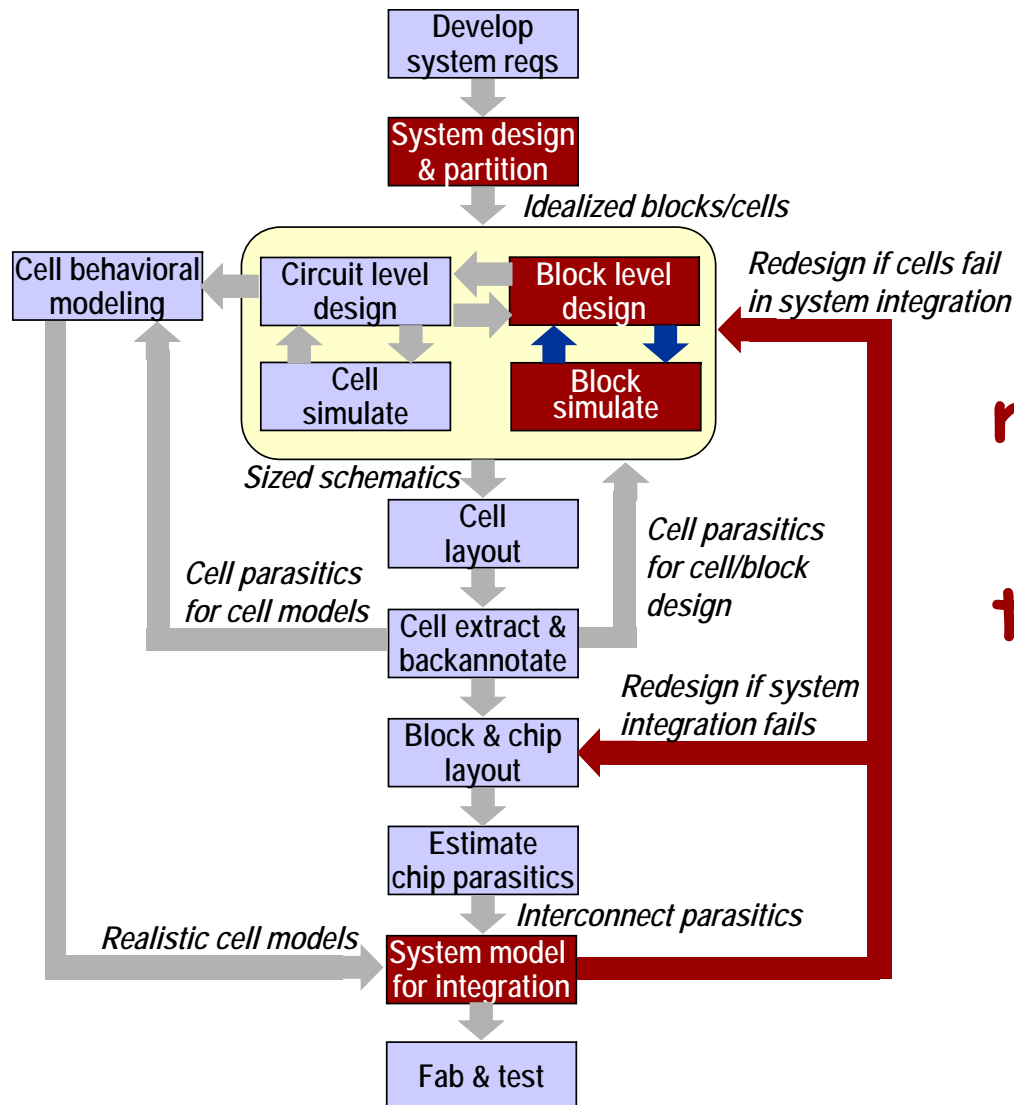 Develop
system reqs
System design
& partition
Idealized blocks/cells
Cell behavioral
modeling
Circuit level
design
Block level
design
Redesign if cells fail
in system integration
Cell
simulate
Block
simulate
Sized schematics
Cell
layout
Cell parasitics
for cell/block
design
Cell parasitics
for cell models
Cell extract &
backannotate
Redesign if system
integration fails
Block & chip
layout
Estimate
chip parasitics
Interconnect parasitics
Realistic cell models
System model
for integration
Fab & test